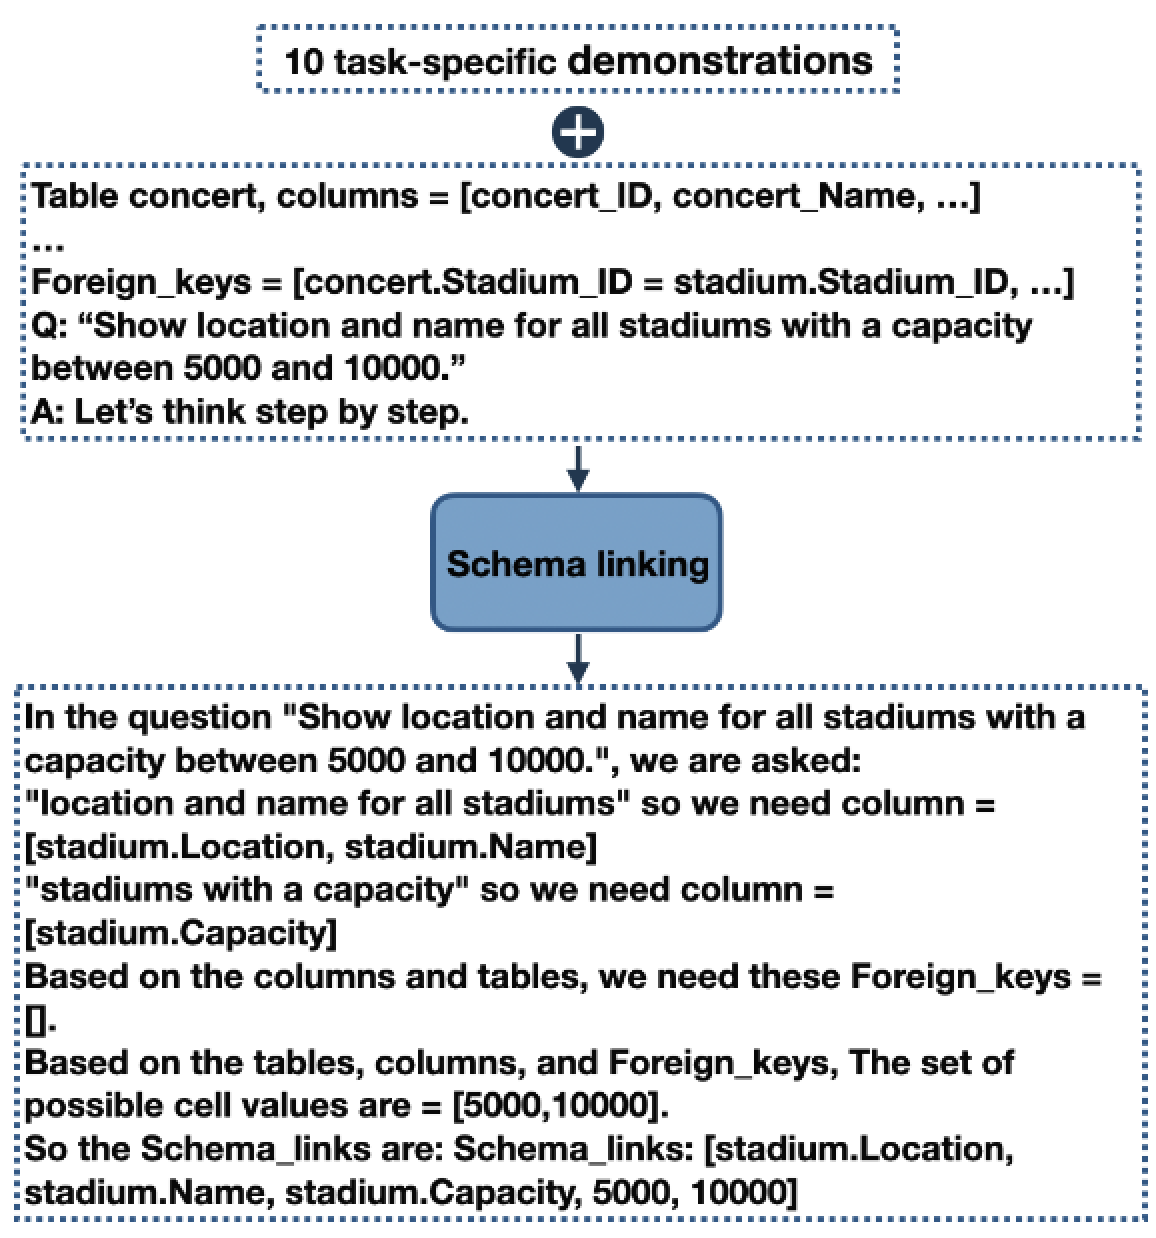 10 task-specific demonstrations
Table concert, columns = [concert_ID, concert_Name, ...]
...
Foreign_keys = [concert.Stadium_ID = stadium.Stadium_ID, ...]
Q: “Show location and name for all stadiums with a capacity
between 5000 and 10000.”
A: Let’s think step by step.
Schema linking
In the question "Show location and name for all stadiums with a
capacity between 5000 and 10000.", we are asked:
"location and name for all stadiums" so we need column =
[stadium.Location, stadium.Name]
"stadiums with a capacity" so we need column =
[stadium.Capacity]
Based on the columns and tables, we need these Foreign_keys =
[].
Based on the tables, columns, and Foreign_keys, The set of
possible cell values are = [5000,10000].
So the Schema_links are: Schema_links: [stadium.Location,
stadium.Name, stadium.Capacity, 5000, 10000]